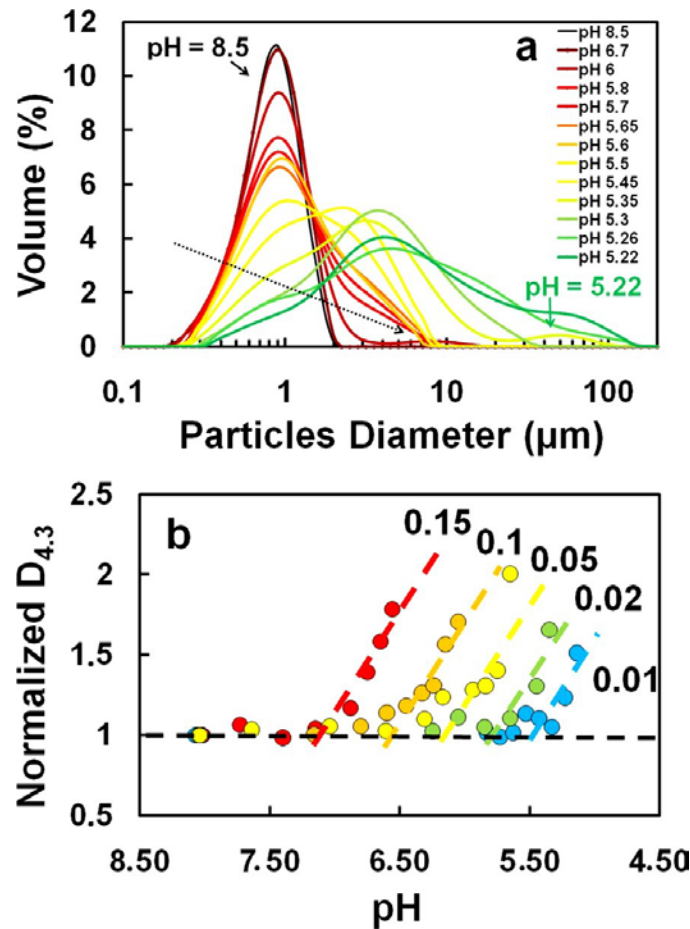 12
10
8
6
4
2
0
Volume (%)
pH = 8.5
a
pH 8.5
pH 6.7
pH 6
pH 5.8
pH 5.7
pH 5.65
pH 5.6
pH 5.5
pH 5.45
pH 5.35
pH 5.3
pH 5.26
pH 5.22
pH = 5.22
0.1 1 10 100
Particles Diameter (µm)
2.5
2
1.5
1
0.5
Normalized D4.3
b
0.15
0.1
0.05
0.02
0.01
8.50 7.50 6.50 5.50 4.50
pH